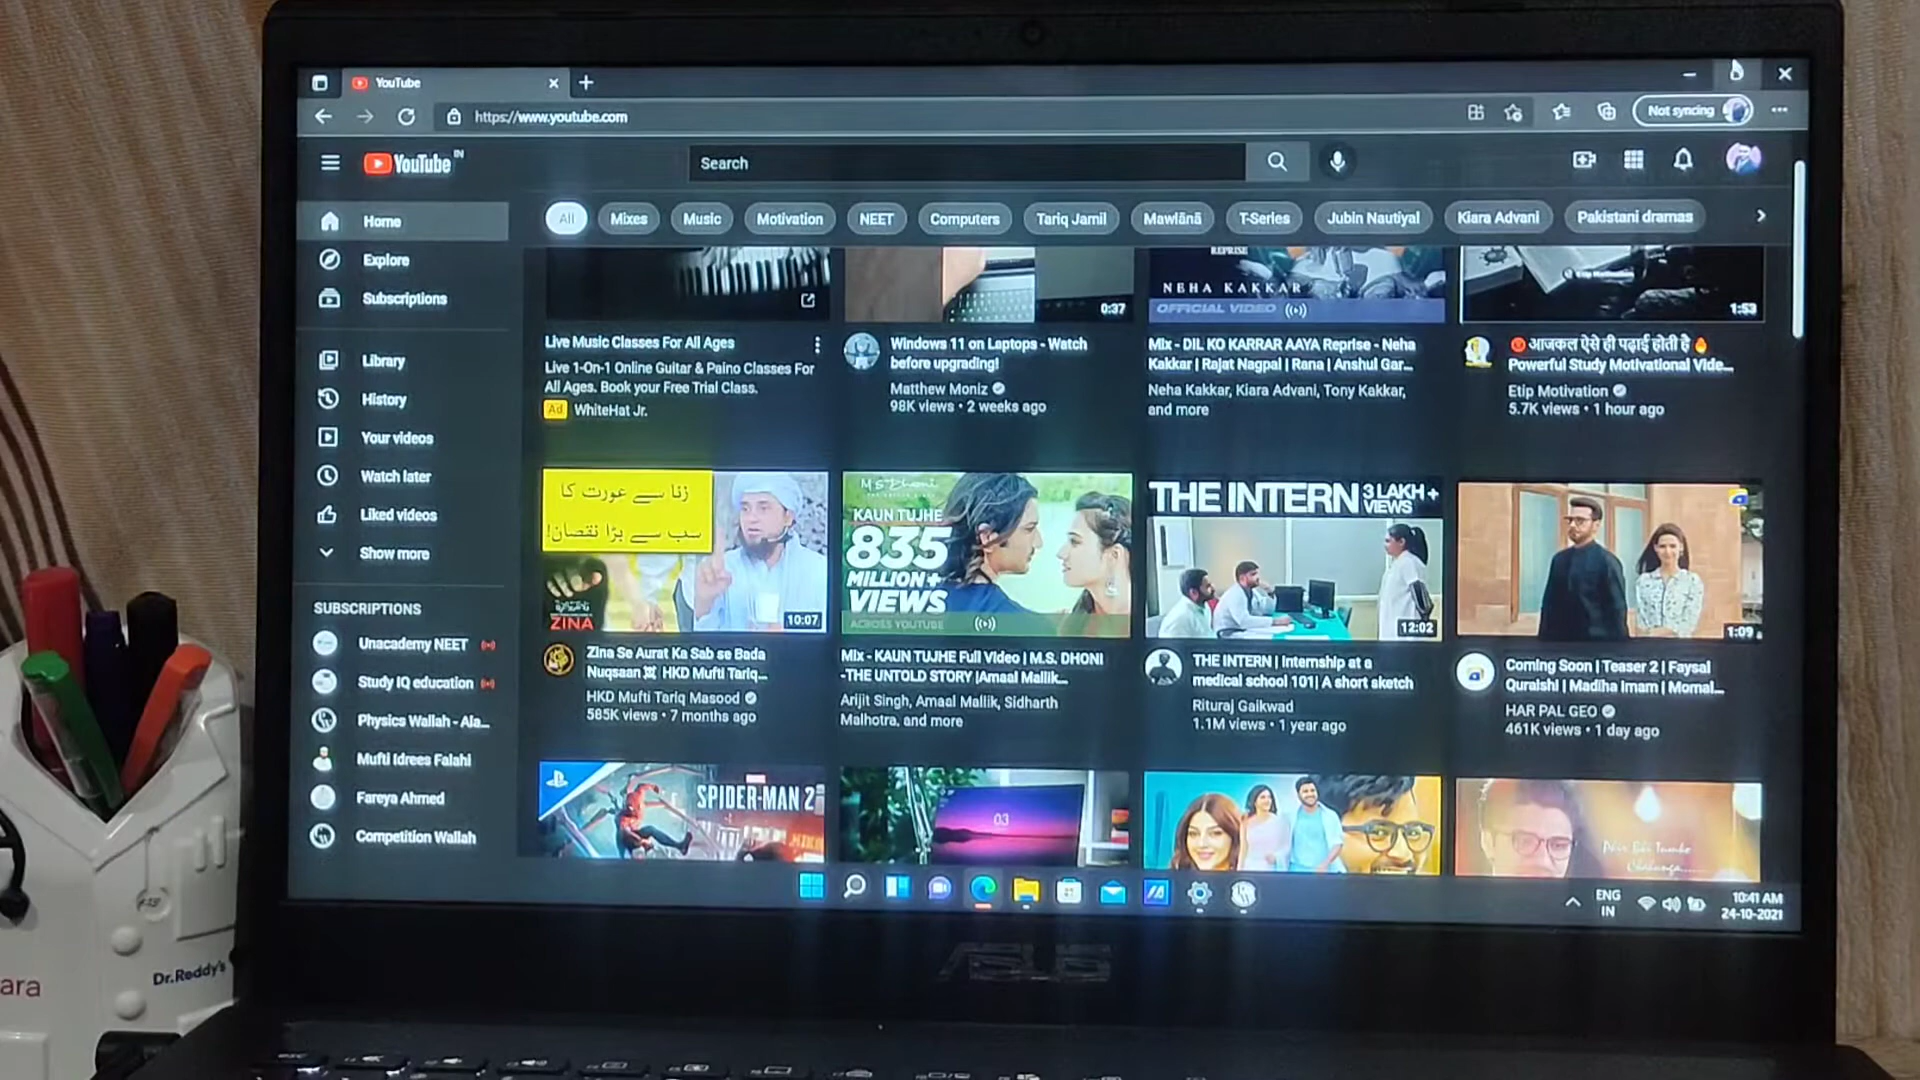 YouTube
https://www.youtube.com
Not syncing
YouTube IN
Search
All
Mixes
Music
Motivation
NEET
Computers
Tariq Jamil
Mawlānā
T-Series
Jubin Nautiyal
Kiara Advani
Pakistani dramas
Home
Explore
Subscriptions
Library
History
Your videos
Watch later
Liked videos
Show more
SUBSCRIPTIONS
Unacademy NEET
Study IQ education
Physics Wallah - Ala...
Mufti Idrees Falahi
Fareya Ahmed
Competition Wallah
Live Music Classes For All Ages
Live 1-On-1 Online Guitar & Paino Classes For
All Ages. Book your Free Trial Class.
Ad WhiteHat Jr.
0:37
Windows 11 on Laptops - Watch
before upgrading!
Matthew Moniz
98K views • 2 weeks ago
REPRISE
NEHA KAKKAR
OFFICIAL VIDEO
Mix - DIL KO KARRAR AAYA Reprise - Neha
Kakkar | Rajat Nagpal | Rana | Anshul Gar...
Neha Kakkar, Kiara Advani, Tony Kakkar,
and more
Etip Motivation
1:53
आजकल ऐसे ही पढ़ाई होती है
Powerful Study Motivational Vide...
Etip Motivation
5.7K views • 1 hour ago
زنا سے عورت کا
سب سے بڑا نقصان!
ZINA
10:07
Zina Se Aurat Ka Sab se Bada
Nuqsaan HKD Mufti Tariq...
HKD Mufti Tariq Masood
585K views • 7 months ago
M.S.Dhoni
KAUN TUJHE
835
MILLION+
VIEWS
ACROSS YOUTUBE
Mix - KAUN TUJHE Full Video | M.S. DHONI
-THE UNTOLD STORY |Amaal Mallik...
Arijit Singh, Amaal Mallik, Sidharth
Malhotra, and more
THE INTERN 3 LAKH +
VIEWS
12:02
THE INTERN | Internship at a
medical school 101| A short sketch
Rituraj Gaikwad
1.1M views • 1 year ago
1:09
Coming Soon | Teaser 2 | Faysal
Quraishi | Madiha Imam | Momal...
HAR PAL GEO
461K views • 1 day ago
SPIDER-MAN 2
03
Phir Bhi Tumko
Chahunga......
ENG
IN
10:41 AM
24-10-2021
ASUS
Dr.Reddy's
ara